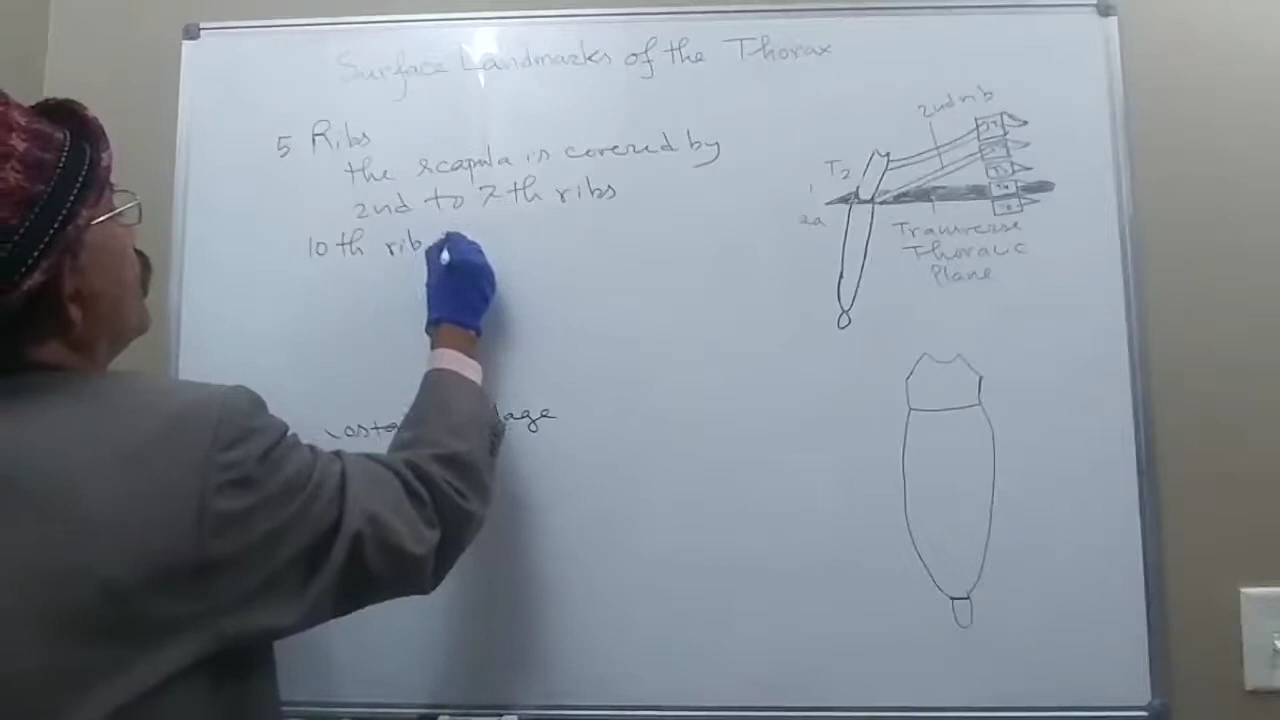 Surface Landmarks of the Thorax
5 Ribs
the scapula is covered by
2nd to 7th ribs
10th rib
2nd rib
T2
Tranverse
Thoracic
Plane